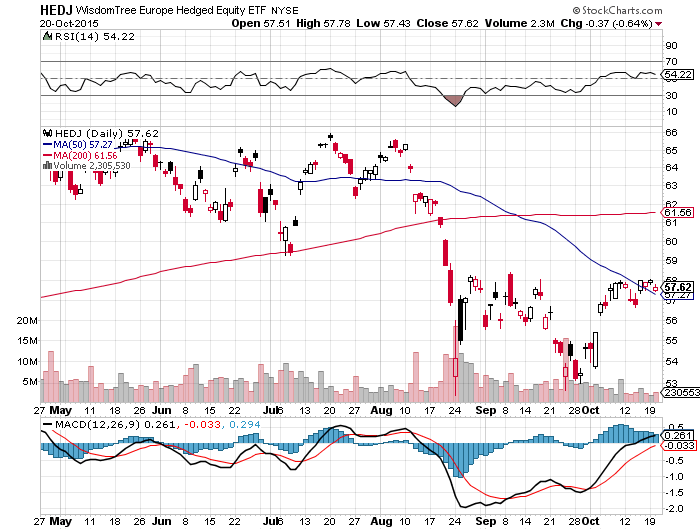 HEDJ WisdomTree Europe Hedged Equity ETF NYSE © StockCharts.com
20-Oct-2015 Open 57.51 High 57.78 Low 57.43 Close 57.62 Volume 2.3M Chg -0.37 (-0.64%)
RSI(14) 54.22
90
70
54.22
30
10
HEDJ (Daily) 57.62
MA(50) 57.27
MA(200) 61.56
Volume 2,305,530
66
65
64
63
62
61.56
60
59
58
57.62
57.27
56
55
54
53
20M
15M
10M
5M
2305530
27 May 11 18 26 Jun 8 15 22 Jul 6 13 20 27 Aug 10 17 24 Sep 8 14 21 28 Oct 12 19
MACD(12,26,9) 0.261, -0.033, 0.294
0.5
0.261
-0.033
-0.5
-1.0
-1.5
-2.0
27 May 11 18 26 Jun 8 15 22 Jul 6 13 20 27 Aug 10 17 24 Sep 8 14 21 28 Oct 12 19